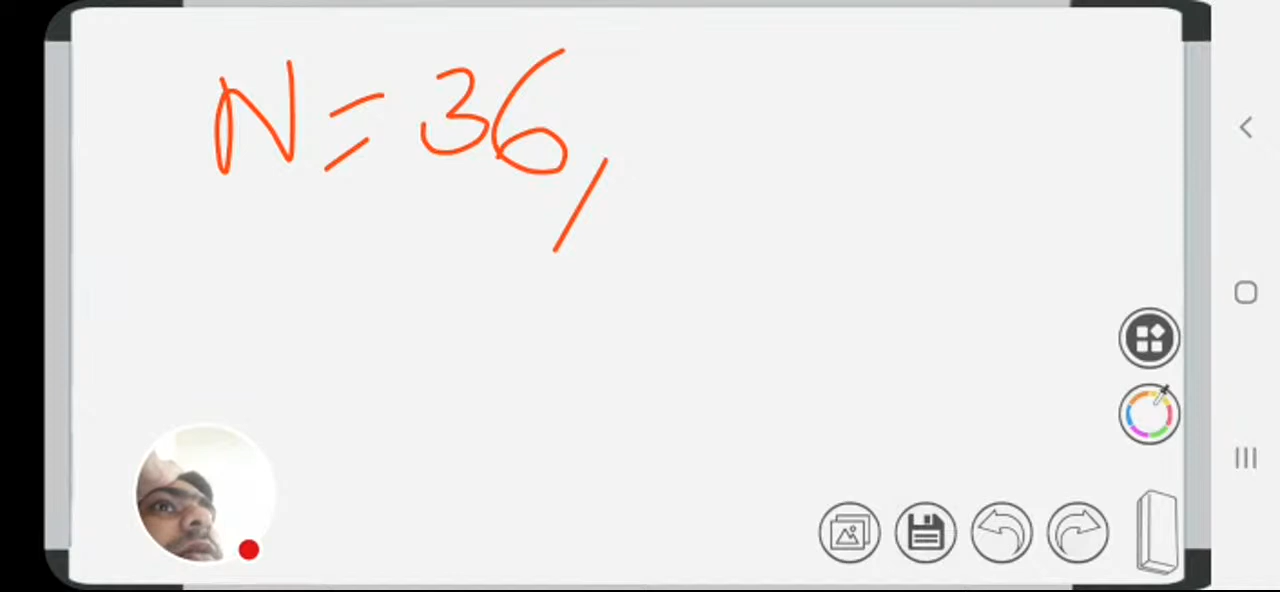 N = 36,